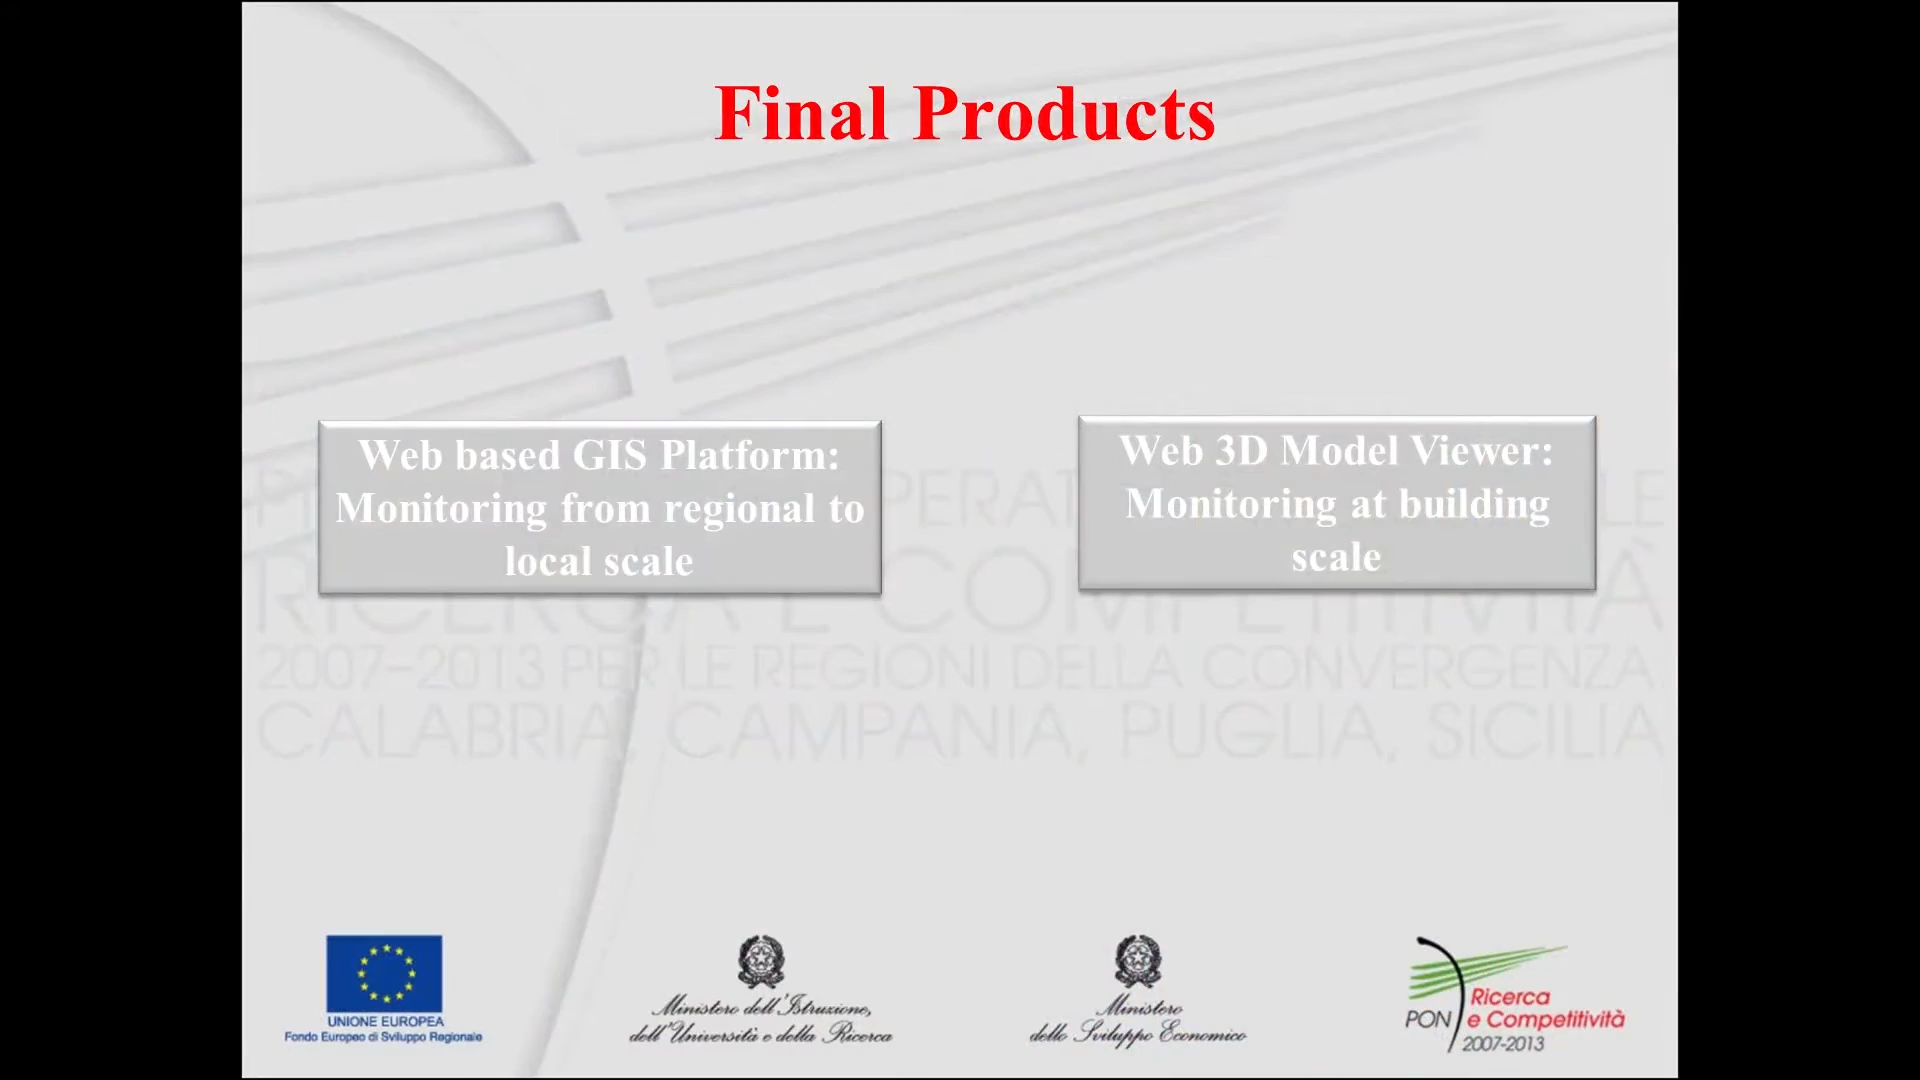 Final Products
Web based GIS Platform:
Monitoring from regional to
local scale
Web 3D Model Viewer:
Monitoring at building
scale
RICERCA E COMPETITIVITÀ
2007-2013 PER LE REGIONI DELLA CONVERGENZA
CALABRIA, CAMPANIA, PUGLIA, SICILIA
UNIONE EUROPEA
Fondo Europeo di Sviluppo Regionale
Ministero dell'Istruzione,
dell'Università e della Ricerca
Ministero
dello Sviluppo Economico
PON Ricerca
e Competitività
2007-2013